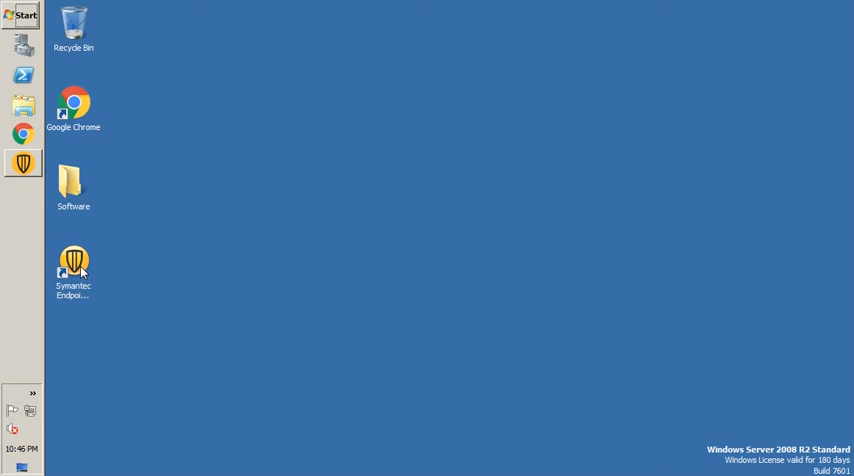 Start
Recycle Bin
Google Chrome
Software
Symantec
Endpoi...
»
10:46 PM
Windows Server 2008 R2 Standard
Windows License valid for 180 days
Build 7601